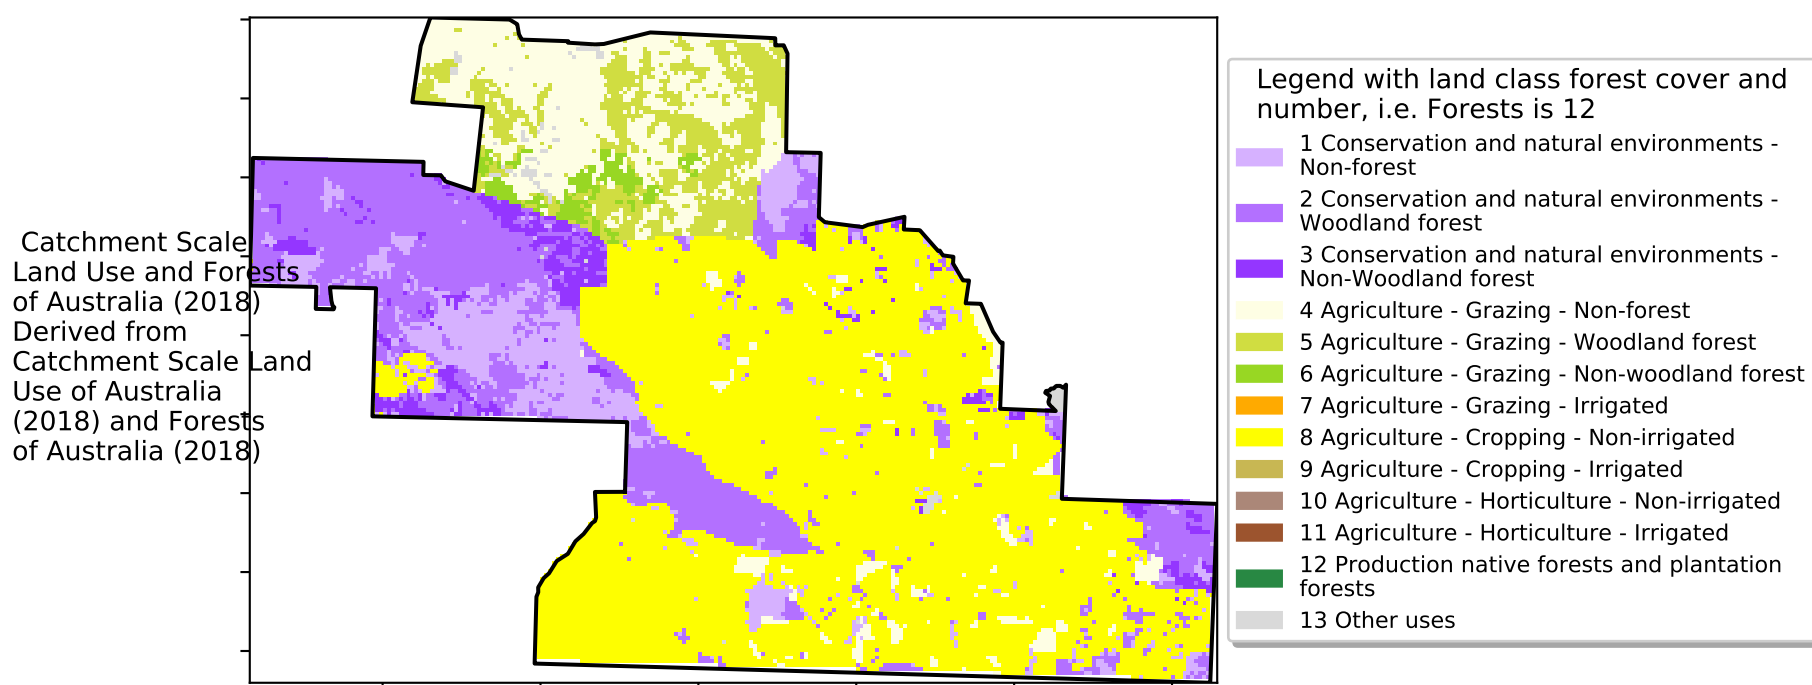 Catchment Scale
Land Use and Forests
of Australia (2018)
Derived from
Catchment Scale Land
Use of Australia
(2018) and Forests
of Australia (2018)
Legend with land class forest cover and
number, i.e. Forests is 12
1 Conservation and natural environments -
Non-forest
2 Conservation and natural environments -
Woodland forest
3 Conservation and natural environments -
Non-Woodland forest
4 Agriculture - Grazing - Non-forest
5 Agriculture - Grazing - Woodland forest
6 Agriculture - Grazing - Non-woodland forest
7 Agriculture - Grazing - Irrigated
8 Agriculture - Cropping - Non-irrigated
9 Agriculture - Cropping - Irrigated
10 Agriculture - Horticulture - Non-irrigated
11 Agriculture - Horticulture - Irrigated
12 Production native forests and plantation
forests
13 Other uses